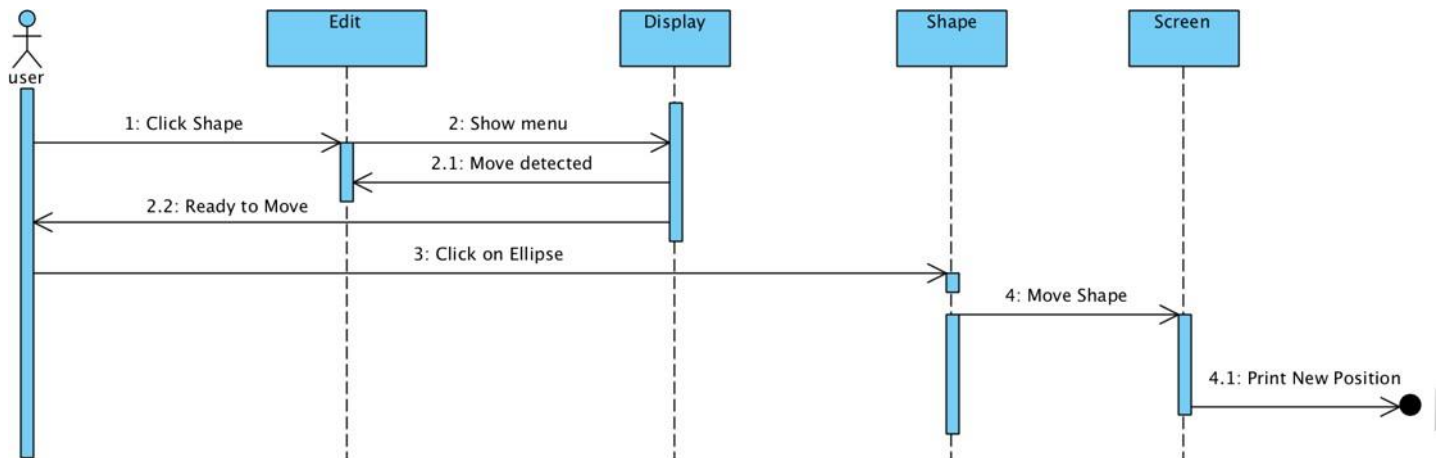 Edit
Display
Shape
Screen
user
1: Click Shape
2: Show menu
2.1: Move detected
2.2: Ready to Move
3: Click on Ellipse
4: Move Shape
4.1: Print New Position